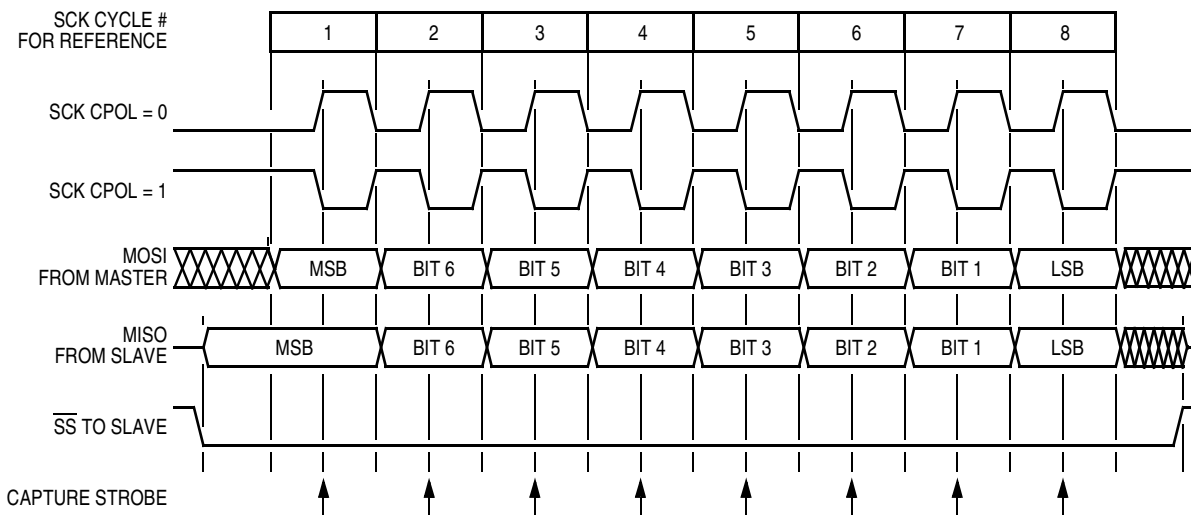 SCK CYCLE #
FOR REFERENCE
1 2 3 4 5 6 7 8
SCK CPOL = 0
SCK CPOL = 1
MOSI
FROM MASTER
MSB BIT 6 BIT 5 BIT 4 BIT 3 BIT 2 BIT 1 LSB
MISO
FROM SLAVE
MSB BIT 6 BIT 5 BIT 4 BIT 3 BIT 2 BIT 1 LSB
S̅S̅ TO SLAVE
CAPTURE STROBE